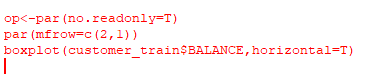 op<-par(no.readonly=T)
par(mfrow=c(2,1))
boxplot(customer_train$BALANCE,horizontal=T)